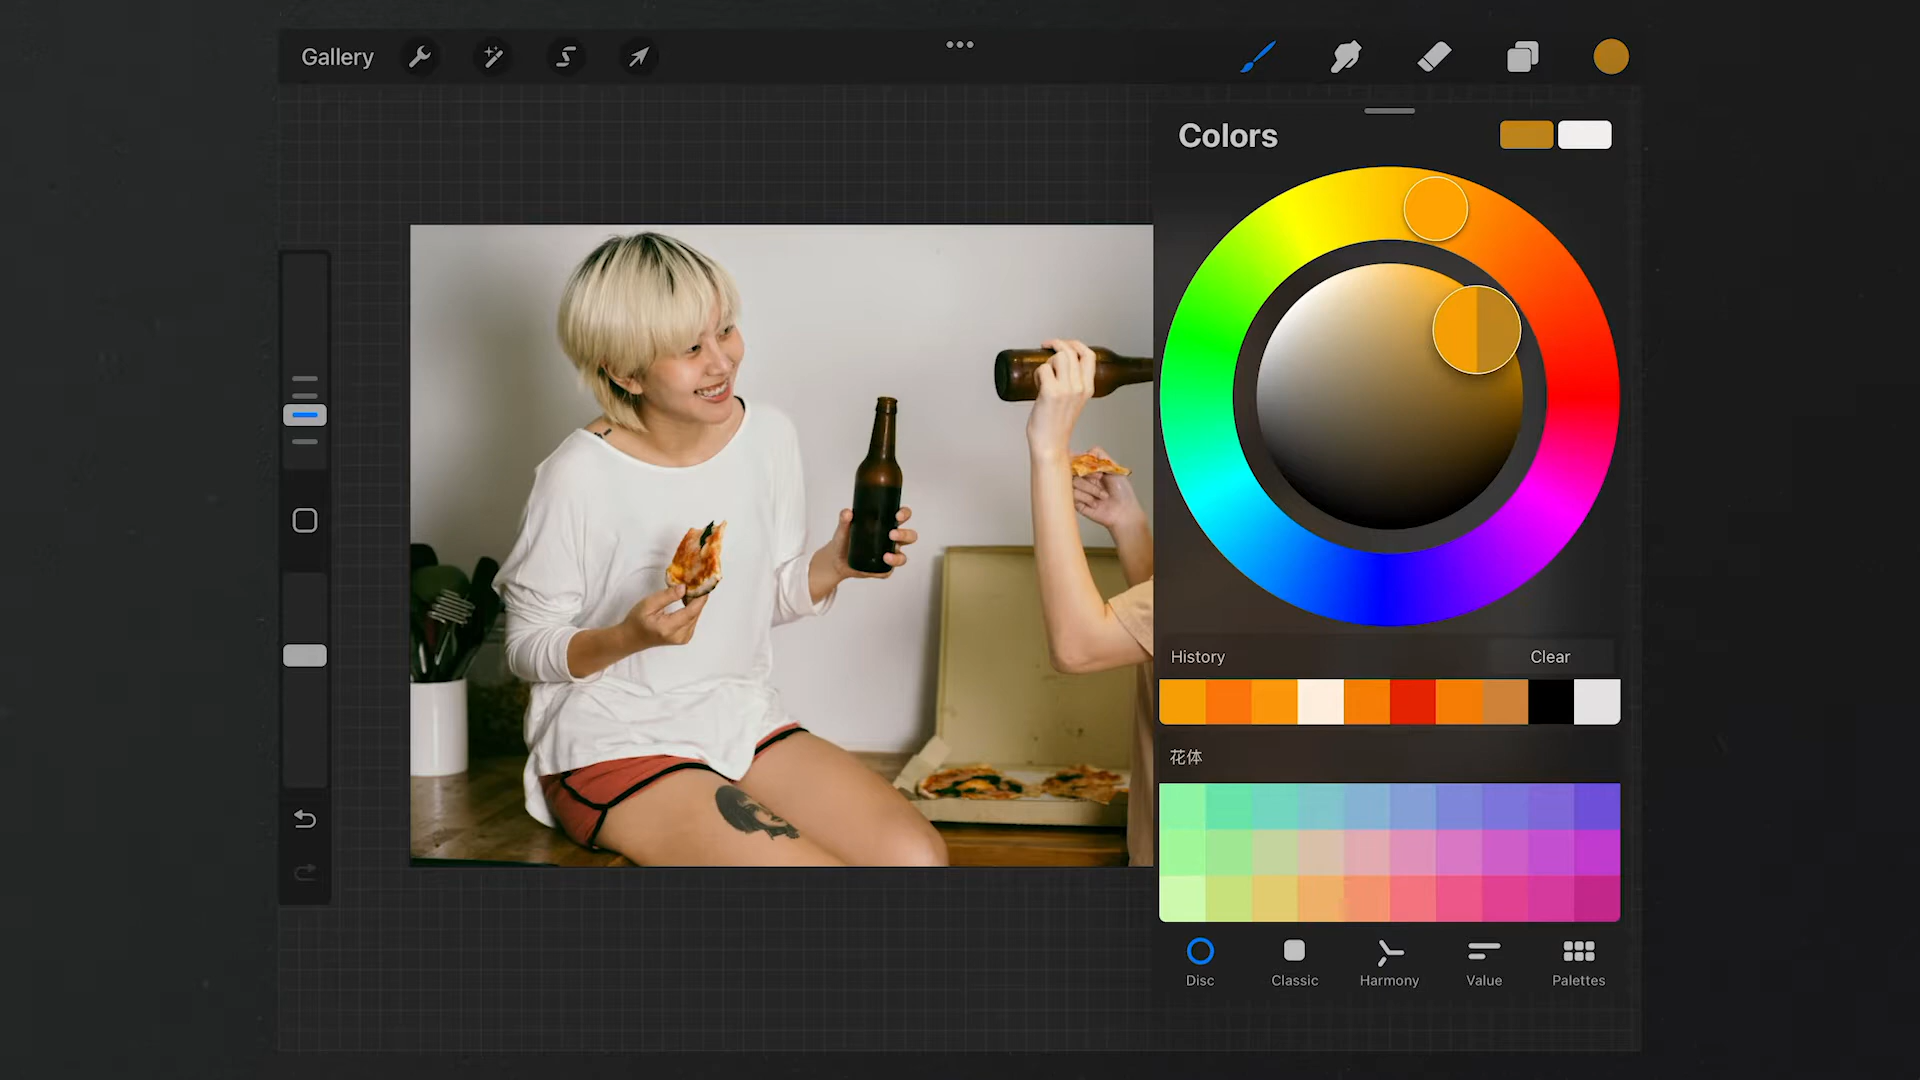 Gallery
Colors
History
Clear
花体
Disc
Classic
Harmony
Value
Palettes